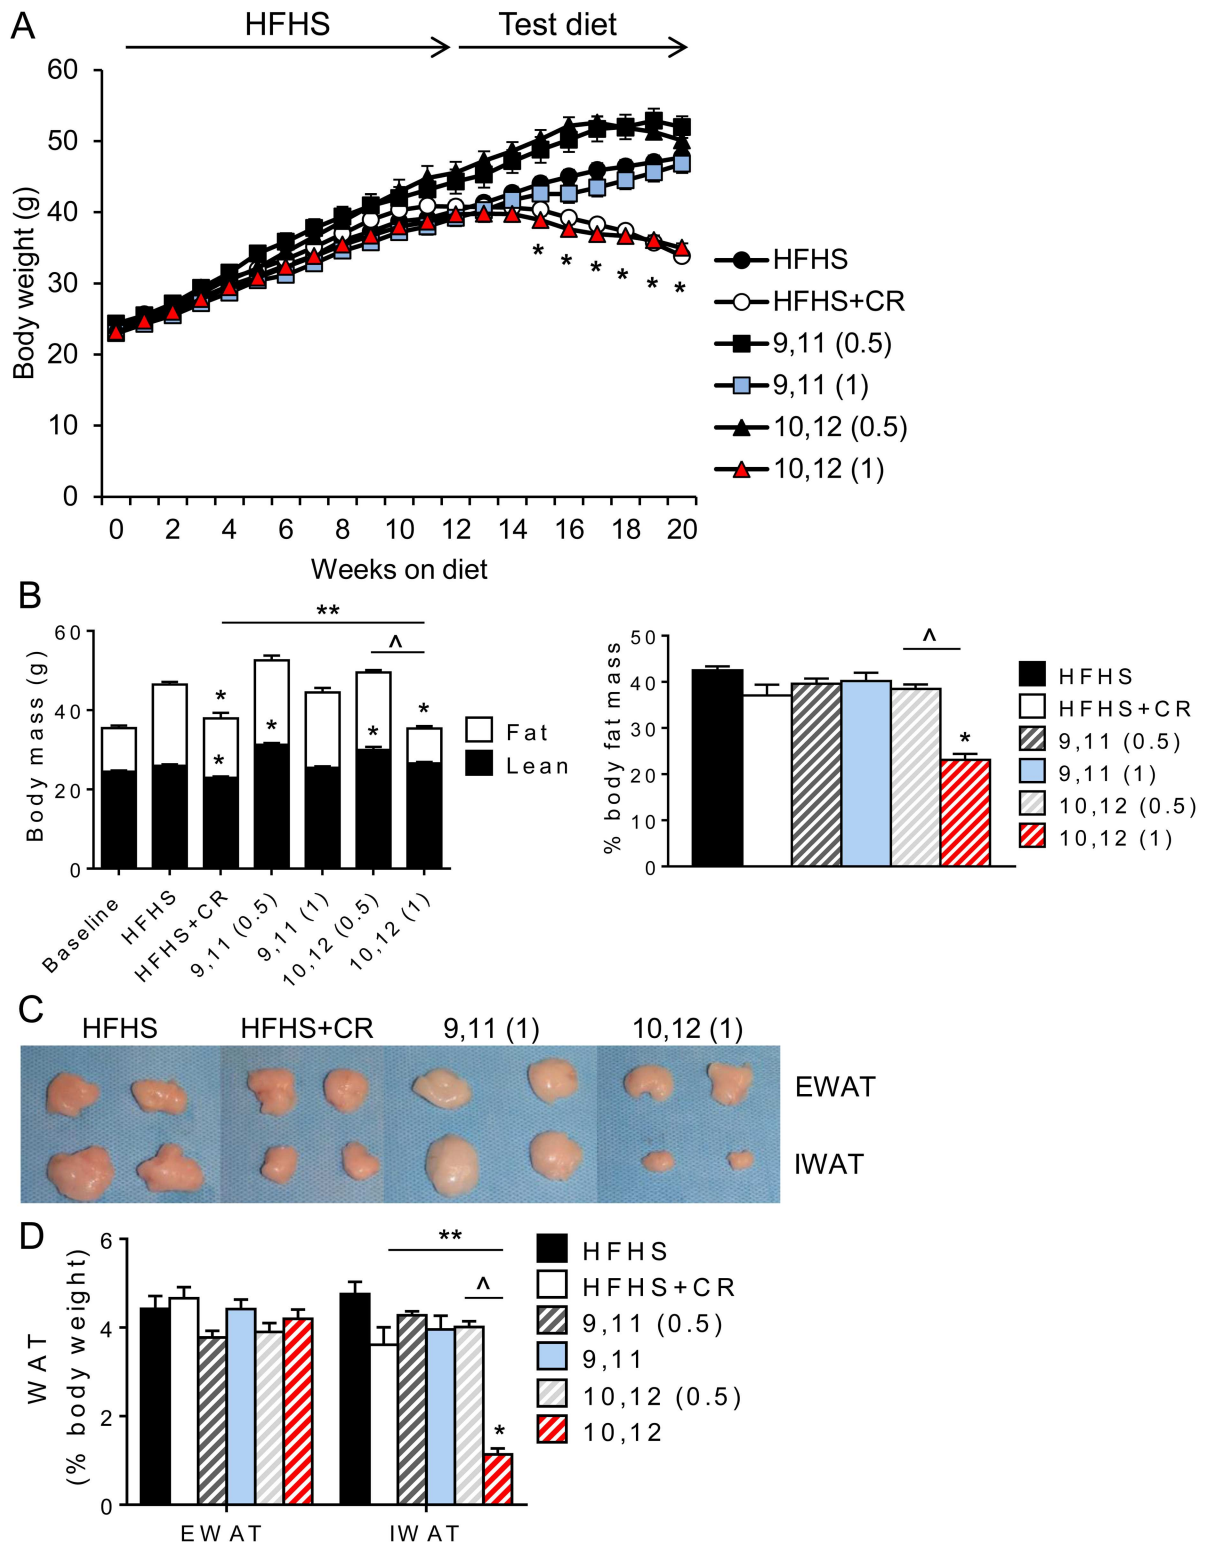 A
HFHS
Test diet
60
50
40
30
20
10
0
Body weight (g)
* * * * * *
0 2 4 6 8 10 12 14 16 18 20
Weeks on diet
HFHS
HFHS+CR
9,11 (0.5)
9,11 (1)
10,12 (0.5)
10,12 (1)
B
**
^
60
40
20
0
Body mass (g)
* * * * *
*
Fat
Lean
Baseline
HFHS
HFHS+CR
9,11 (0.5)
9,11 (1)
10,12 (0.5)
10,12 (1)
50
40
30
20
10
0
% body fat mass
^
*
HFHS
HFHS+CR
9,11 (0.5)
9,11 (1)
10,12 (0.5)
10,12 (1)
C
HFHS HFHS+CR 9,11 (1) 10,12 (1)
EWAT
IWAT
D
6
4
2
0
WAT
(% body weight)
**
^
*
EWAT IWAT
HFHS
HFHS+CR
9,11 (0.5)
9,11
10,12 (0.5)
10,12